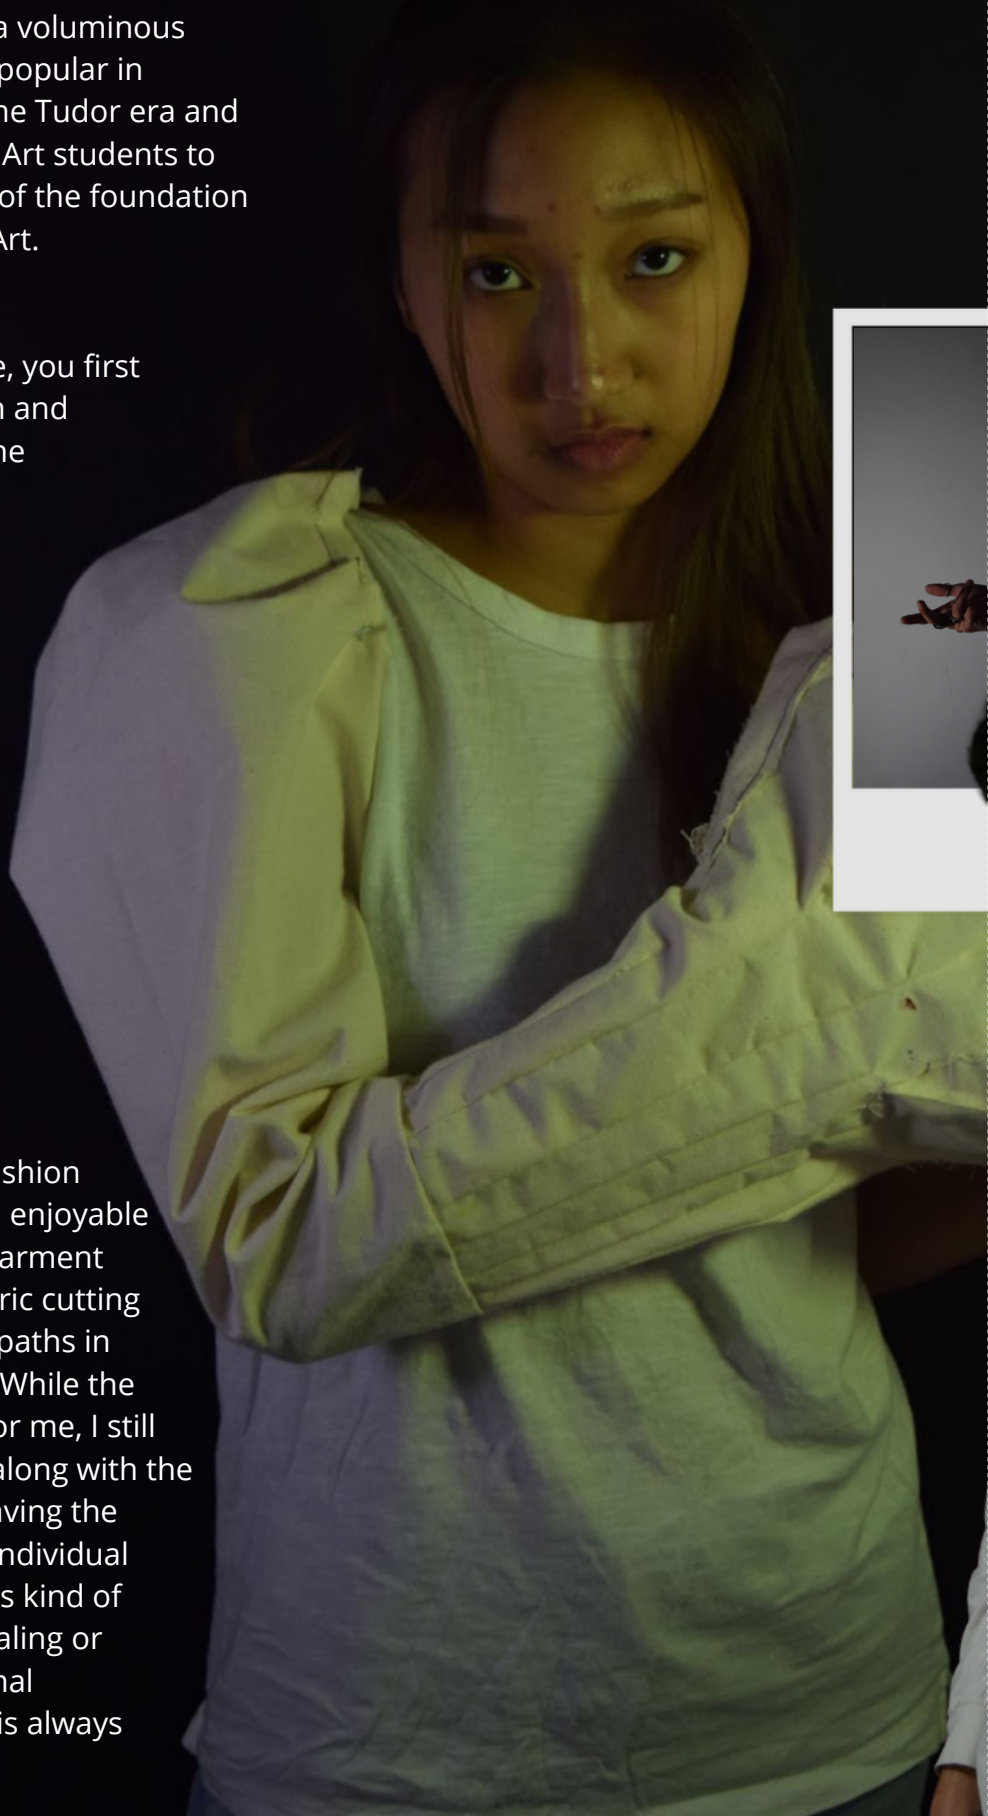 a voluminous
popular in
he Tudor era and
Art students to
of the foundation
Art.
e, you first
n and
he
shion
enjoyable
arment
ric cutting
paths in
While the
or me, I still
along with the
aving the
ndividual
s kind of
aling or
nal
is always